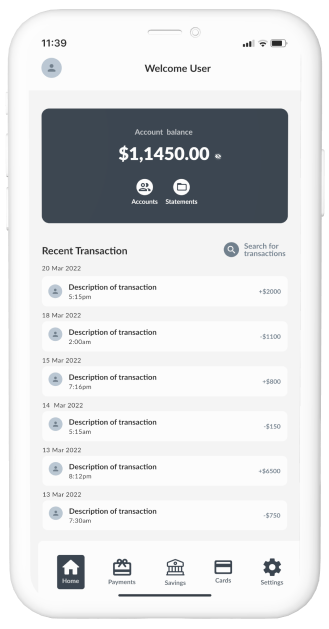 11:39
Welcome User
Account balance
$1,1450.00
Accounts Statements
Recent Transaction
Search for
transactions
20 Mar 2022
Description of transaction
5:15pm
+$2000
18 Mar 2022
Description of transaction
2:00am
-$1100
15 Mar 2022
Description of transaction
7:16pm
+$800
14 Mar 2022
Description of transaction
5:15am
-$150
13 Mar 2022
Description of transaction
8:12pm
+$6500
13 Mar 2022
Description of transaction
7:30am
-$750
Home Payments Savings Cards Settings